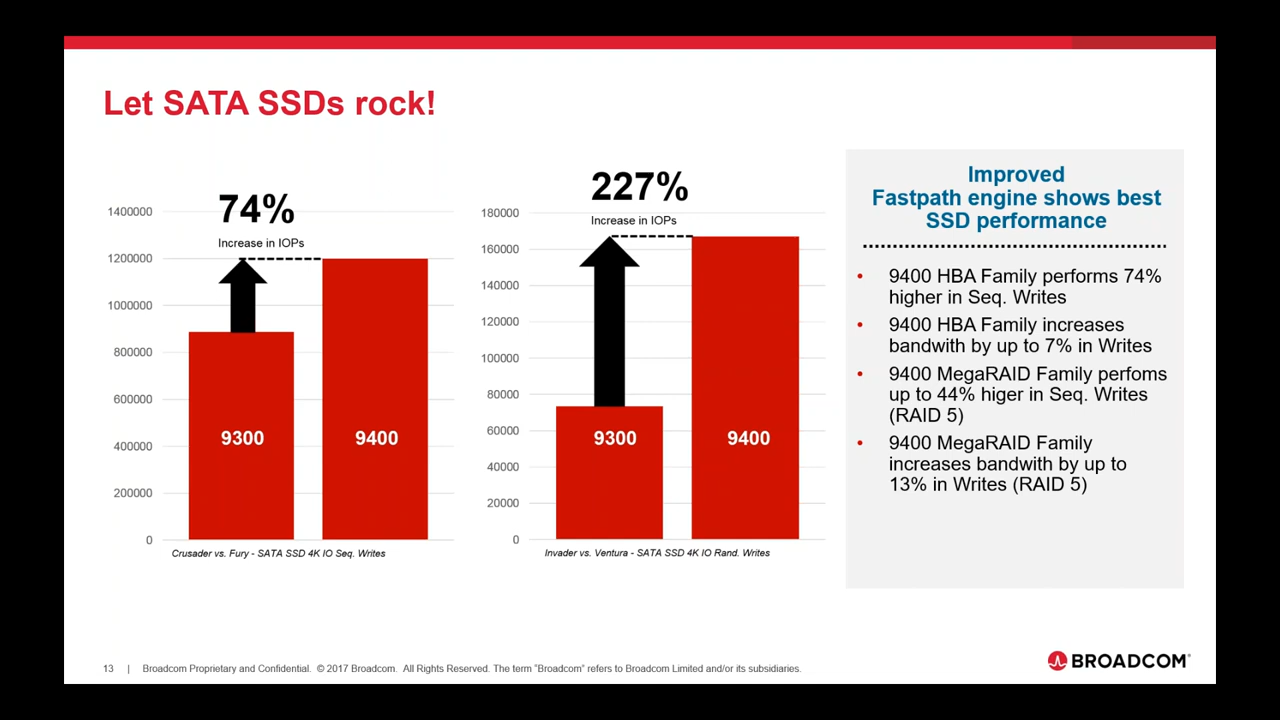 Let SATA SSDs rock!
74%
Increase in IOPs
1400000
1200000
1000000
800000
600000
400000
200000
0
9300
9400
Crusader vs. Fury - SATA SSD 4K IO Seq. Writes
227%
Increase in IOPs
180000
160000
140000
120000
100000
80000
60000
40000
20000
0
9300
9400
Invader vs. Ventura - SATA SSD 4K IO Rand. Writes
Improved
Fastpath engine shows best
SSD performance
• 9400 HBA Family performs 74%
higher in Seq. Writes
• 9400 HBA Family increases
bandwith by up to 7% in Writes
• 9400 MegaRAID Family perfoms
up to 44% higer in Seq. Writes
(RAID 5)
• 9400 MegaRAID Family
increases bandwith by up to
13% in Writes (RAID 5)
13 | Broadcom Proprietary and Confidential. © 2017 Broadcom. All Rights Reserved. The term "Broadcom" refers to Broadcom Limited and/or its subsidiaries.
BROADCOM®